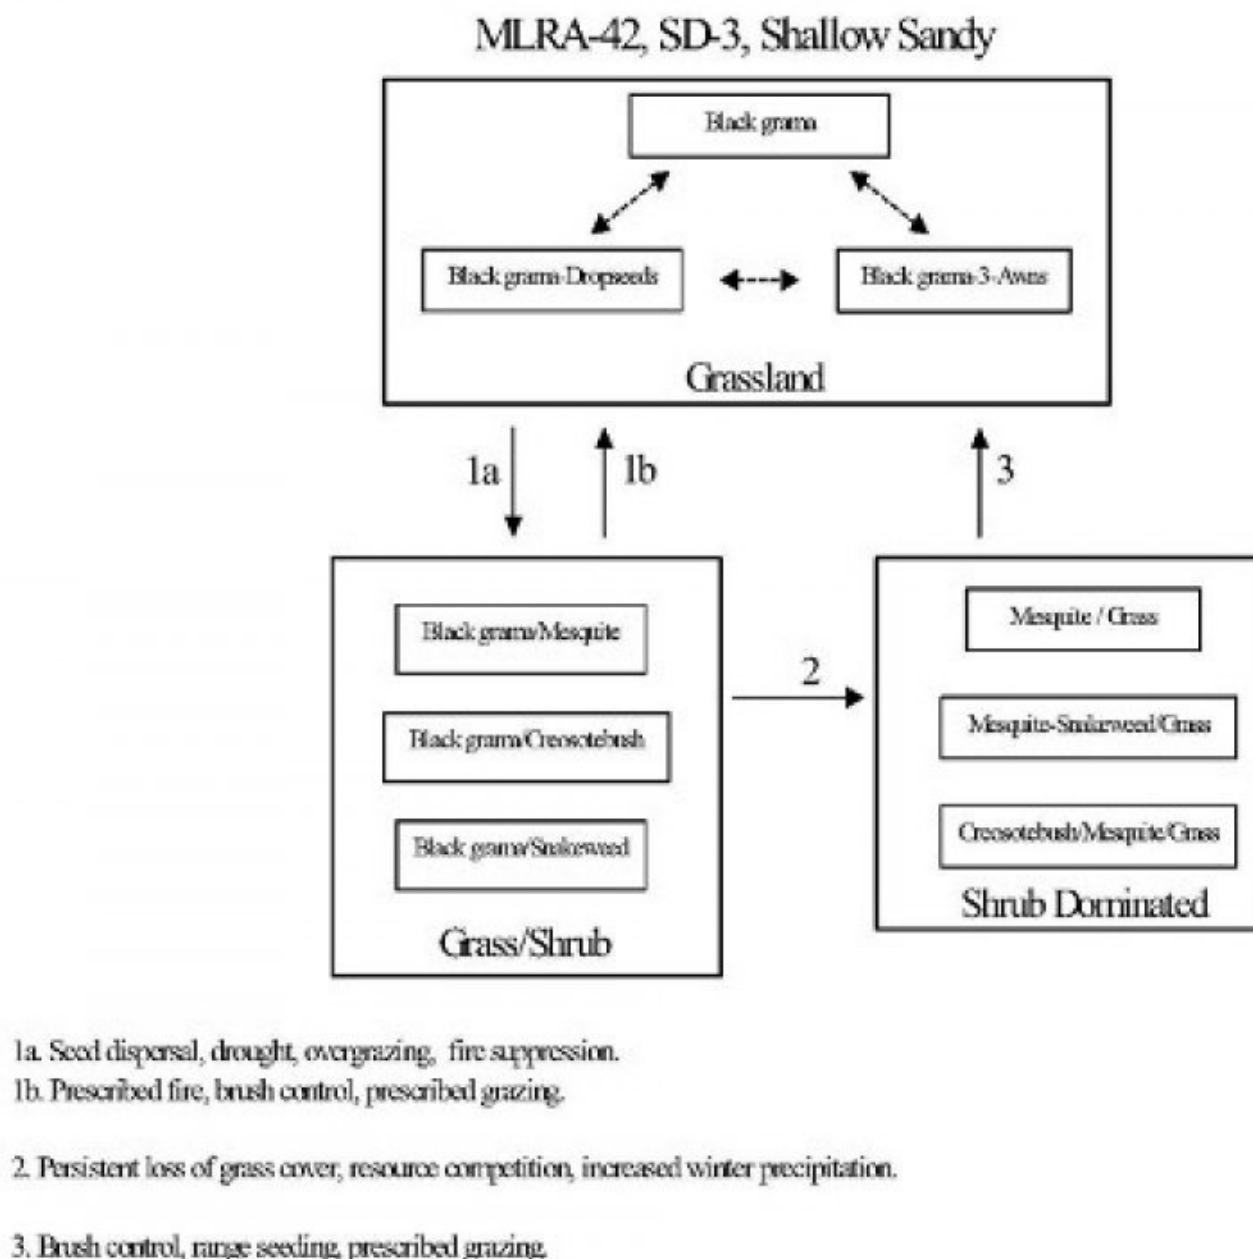 MLRA-42, SD-3, Shallow Sandy
Black grama
Black grama-Dropseeds
Black grama-3-Awns
Grassland
1a
1b
3
Black grama/Mesquite
Black grama/Creosotebush
Black grama/Snakeweed
Grass/Shrub
2
Mesquite / Grass
Mesquite-Snakeweed/Grass
Creosotebush/Mesquite/Grass
Shrub Dominated
1a. Seed dispersal, drought, overgrazing, fire suppression.
1b. Prescribed fire, brush control, prescribed grazing.
2. Persistent loss of grass cover, resource competition, increased winter precipitation.
3. Brush control, range seeding, prescribed grazing.